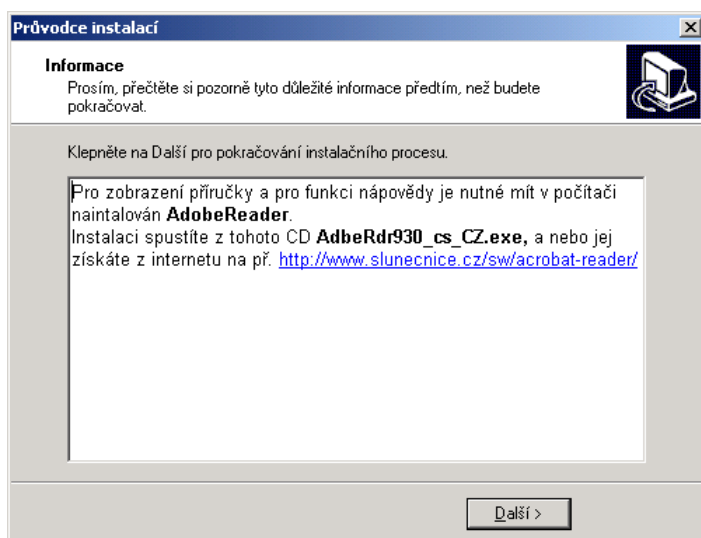 Průvodce instalací
Informace
Prosím, přečtěte si pozorně tyto důležité informace předtím, než budete
pokračovat.
Klepněte na Další pro pokračování instalačního procesu.
Pro zobrazení příručky a pro funkci nápovědy je nutné mít v počítači
naintalován AdobeReader.
Instalaci spustíte z tohoto CD AdbeRdr930_cs_CZ.exe, a nebo jej
získáte z internetu na př. http://www.slunecnice.cz/sw/acrobat-reader/
Další >